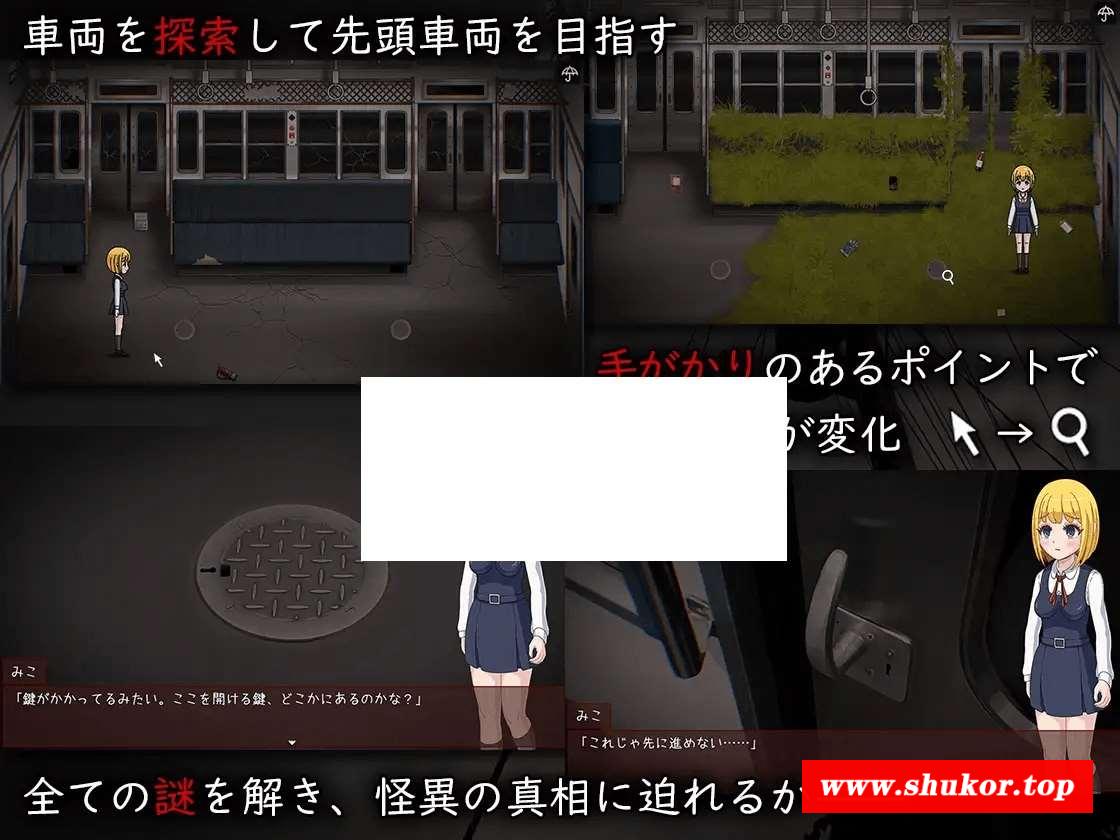 車両を探索して先頭車両を目指す
手がかりのあるポイントで
が変化 →
みこ
「鍵がかかってるみたい。ここを開ける鍵、どこかにあるのかな？」
みこ
「これじゃ先に進めない……」
全ての謎を解き、怪異の真相に迫れるか
www.shukor.top